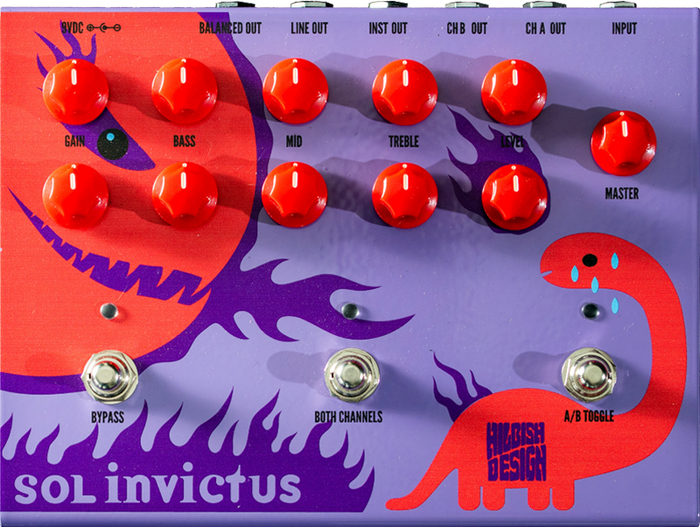 9VDC
BALANCED OUT
LINE OUT
INST OUT
CH B OUT
CH A OUT
INPUT
GAIN
BASS
MID
TREBLE
LEVEL
MASTER
BYPASS
BOTH CHANNELS
A/B TOGGLE
HILBISH
DESIGN
SOL invictus